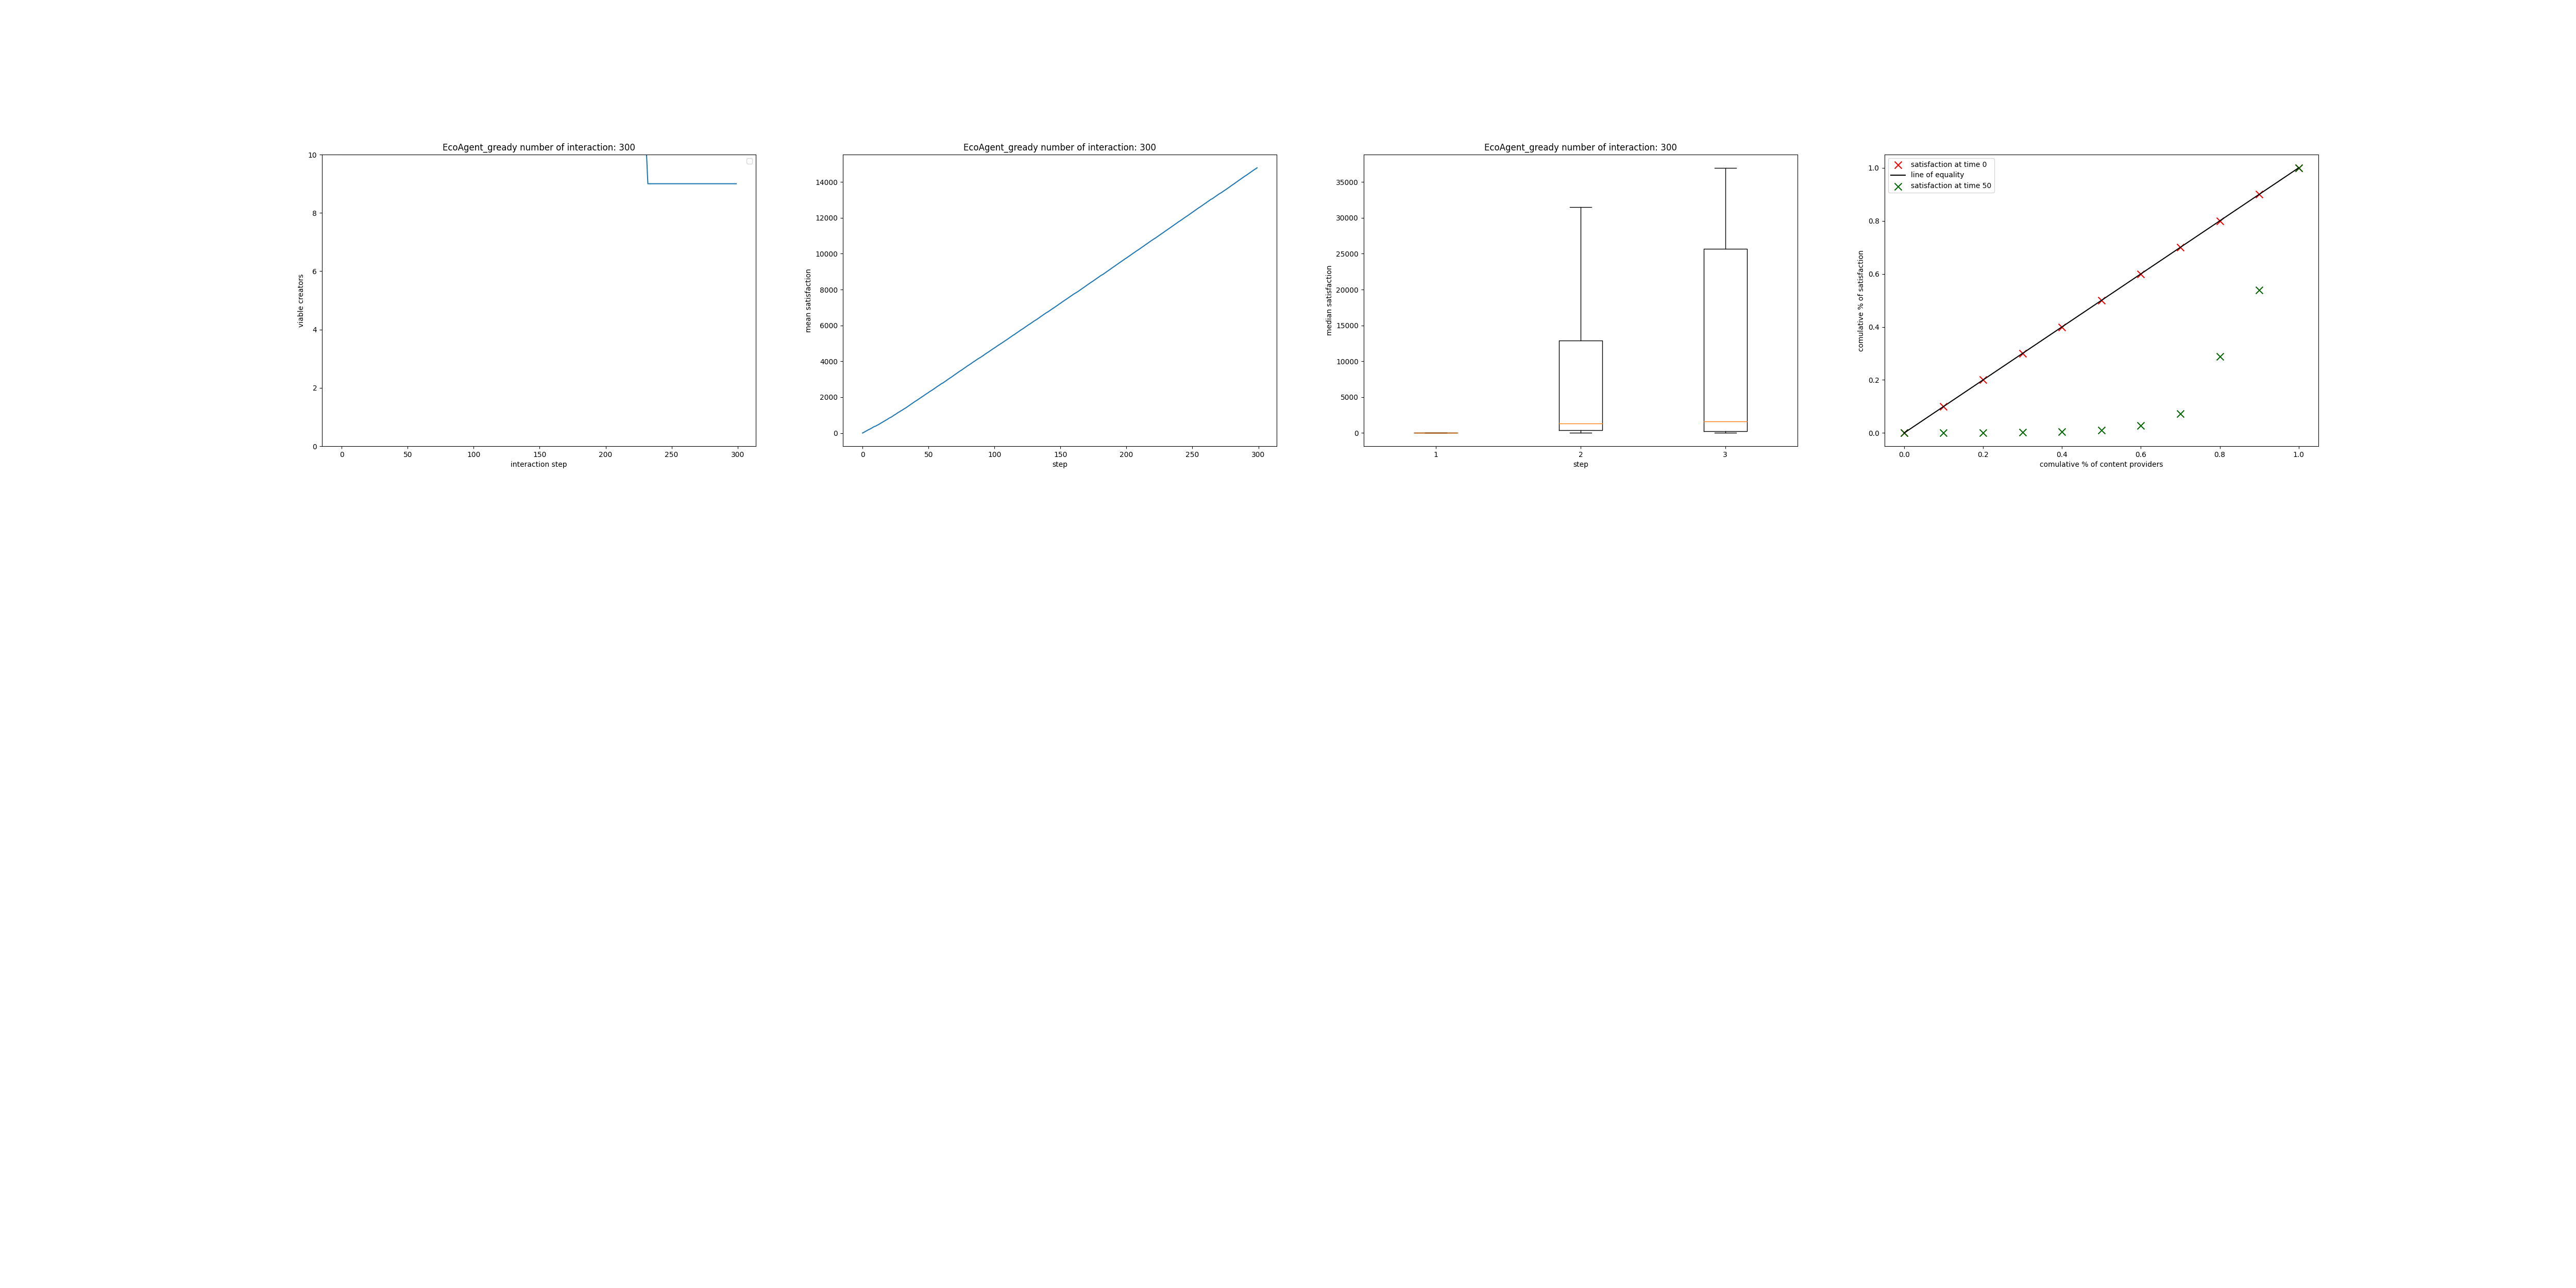 EcoAgent_gready number of interaction: 300
10
8
6
4
2
0
viable creators
0 50 100 150 200 250 300
interaction step
EcoAgent_gready number of interaction: 300
14000
12000
10000
8000
6000
4000
2000
0
mean satisfaction
0 50 100 150 200 250 300
step
EcoAgent_gready number of interaction: 300
35000
30000
25000
20000
15000
10000
5000
0
median satisfaction
1 2 3
step
satisfaction at time 0
line of equality
satisfaction at time 50
1.0
0.8
0.6
0.4
0.2
0.0
comulative % of satisfaction
0.0 0.2 0.4 0.6 0.8 1.0
comulative % of content providers